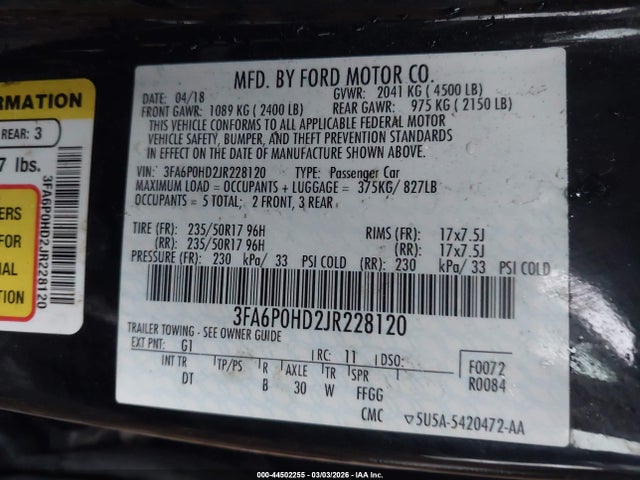 RMATION
REAR: 3
7 lbs.
ERS
FOR
IAL
TION
3FA6P0HD2JR228120
MFD. BY FORD MOTOR CO.
DATE: 04/18 GVWR: 2041 KG ( 4500 LB)
FRONT GAWR: 1089 KG ( 2400 LB) REAR GAWR: 975 KG ( 2150 LB)
THIS VEHICLE CONFORMS TO ALL APPLICABLE FEDERAL MOTOR
VEHICLE SAFETY, BUMPER, AND THEFT PREVENTION STANDARDS
IN EFFECT ON THE DATE OF MANUFACTURE SHOWN ABOVE.
VIN: 3FA6P0HD2JR228120 TYPE: Passenger Car
MAXIMUM LOAD = OCCUPANTS + LUGGAGE = 375KG/ 827LB
OCCUPANTS = 5 TOTAL; 2 FRONT, 3 REAR
TIRE (FR): 235/50R17 96H RIMS (FR): 17x7.5J
(RR): 235/50R17 96H (RR): 17x7.5J
PRESSURE (FR): 230 kPa/ 33 PSI COLD (RR): 230 kPa/ 33 PSI COLD
3FA6P0HD2JR228120
TRAILER TOWING - SEE OWNER GUIDE
EXT PNT: G1 RC: 11 DSO: F0072
INT TR TP/PS R AXLE TR SPR R0084
DT B 30 W FFGG
CMC 5U5A-5420472-AA
000-44502255 - 03/03/2026 - IAA Inc.